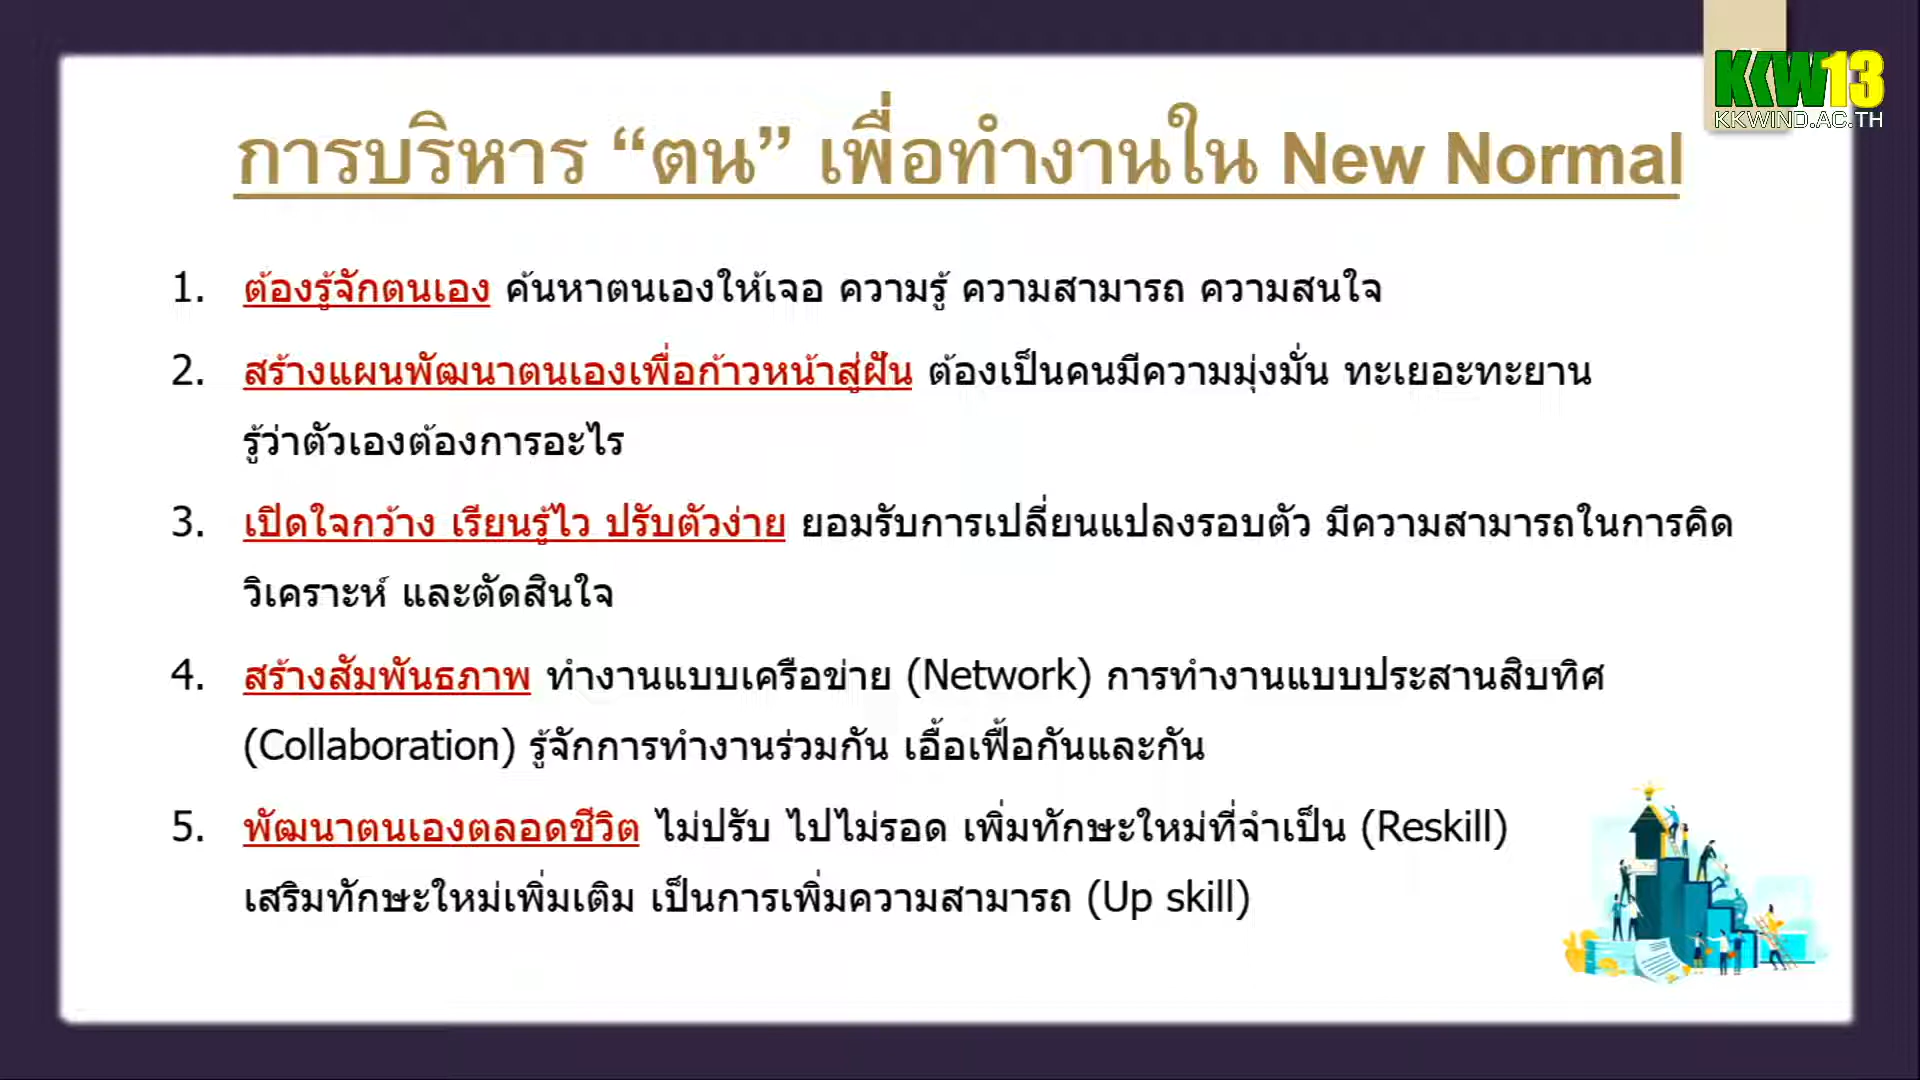 KKW13
KKWIND.AC.TH
การบริหาร “ตน” เพื่อทำงานใน New Normal
1. ต้องรู้จักตนเอง ค้นหาตนเองให้เจอ ความรู้ ความสามารถ ความสนใจ
2. สร้างแผนพัฒนาตนเองเพื่อก้าวหน้าสู่ฝัน ต้องเป็นคนมีความมุ่งมั่น ทะเยอะทะยาน
รู้ว่าตัวเองต้องการอะไร
3. เปิดใจกว้าง เรียนรู้ไว ปรับตัวง่าย ยอมรับการเปลี่ยนแปลงรอบตัว มีความสามารถในการคิด
วิเคราะห์ และตัดสินใจ
4. สร้างสัมพันธภาพ ทำงานแบบเครือข่าย (Network) การทำงานแบบประสานสิบทิศ
(Collaboration) รู้จักการทำงานร่วมกัน เอื้อเฟื้อกันและกัน
5. พัฒนาตนเองตลอดชีวิต ไม่ปรับ ไปไม่รอด เพิ่มทักษะใหม่ที่จำเป็น (Reskill)
เสริมทักษะใหม่เพิ่มเติม เป็นการเพิ่มความสามารถ (Up skill)